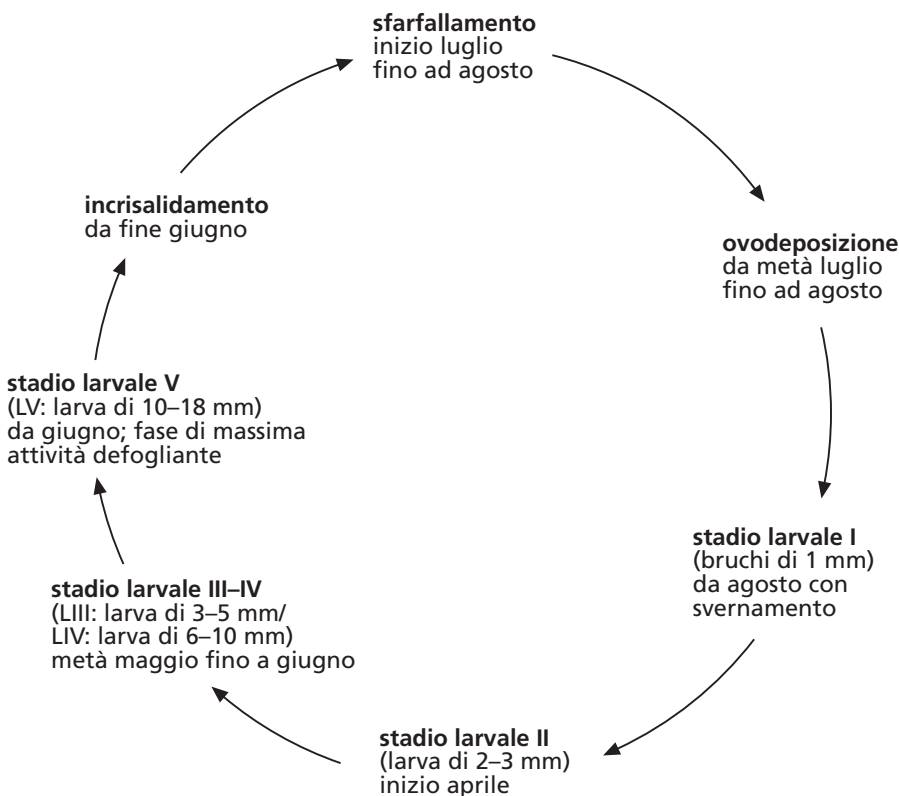 sfarfallamento
inizio luglio
fino ad agosto
ovodeposizione
da metà luglio
fino ad agosto
stadio larvale I
(bruchi di 1 mm)
da agosto con
svernamento
stadio larvale II
(larva di 2–3 mm)
inizio aprile
stadio larvale III–IV
(LIII: larva di 3–5 mm/
LIV: larva di 6–10 mm)
metà maggio fino a giugno
stadio larvale V
(LV: larva di 10–18 mm)
da giugno; fase di massima
attività defogliante
incrisalidamento
da fine giugno